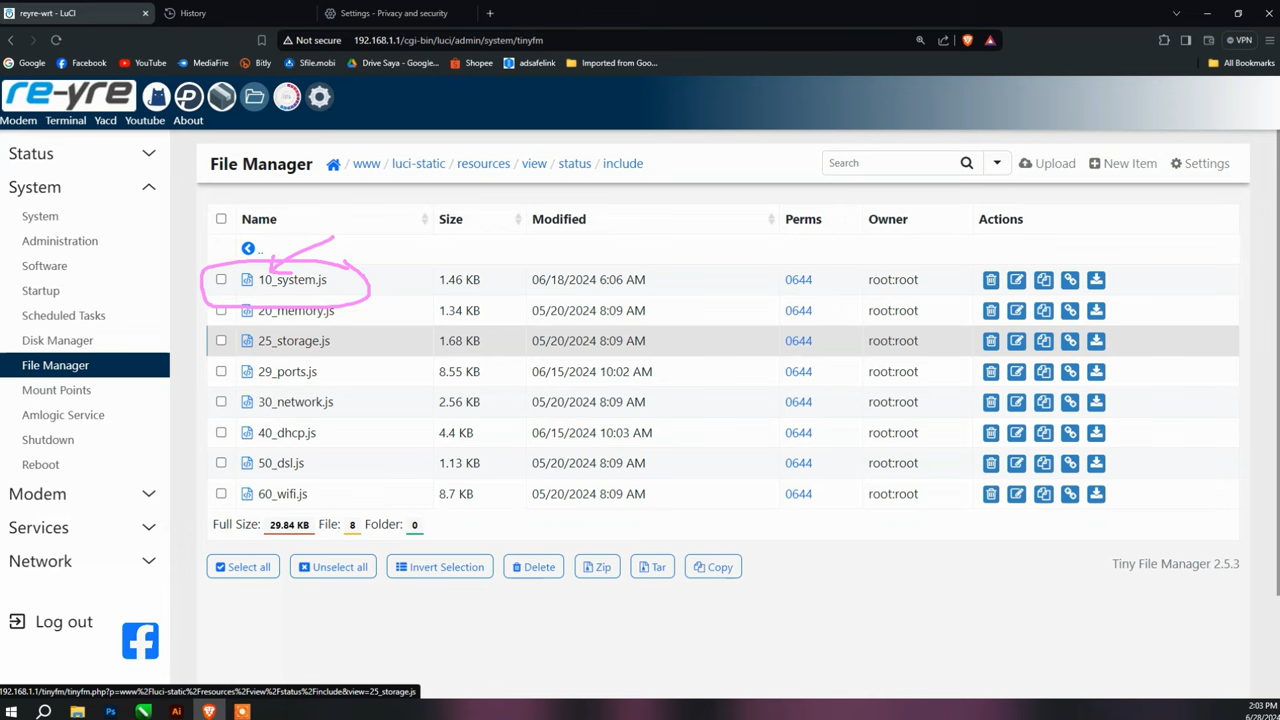 reyre-wrt - LuCI
History
Settings - Privacy and security
Not secure 192.168.1.1/cgi-bin/luci/admin/system/tinyfm
VPN
Google Facebook YouTube MediaFire Bitly Sfile.mobi Drive Saya - Google... Shopee adsafelink Imported from Goo... All Bookmarks
re-yre
Modem Terminal Yacd Youtube About
Status
System
System
Administration
Software
Startup
Scheduled Tasks
Disk Manager
File Manager
Mount Points
Amlogic Service
Shutdown
Reboot
Modem
Services
Network
Log out
File Manager / www / luci-static / resources / view / status / include
Search
Upload New Item Settings
Name Size Modified Perms Owner Actions
..
10_system.js 1.46 KB 06/18/2024 6:06 AM 0644 root:root
20_memory.js 1.34 KB 05/20/2024 8:09 AM 0644 root:root
25_storage.js 1.68 KB 05/20/2024 8:09 AM 0644 root:root
29_ports.js 8.55 KB 06/15/2024 10:02 AM 0644 root:root
30_network.js 2.56 KB 05/20/2024 8:09 AM 0644 root:root
40_dhcp.js 4.4 KB 06/15/2024 10:03 AM 0644 root:root
50_dsl.js 1.13 KB 05/20/2024 8:09 AM 0644 root:root
60_wifi.js 8.7 KB 05/20/2024 8:09 AM 0644 root:root
Full Size: 29.84 KB File: 8 Folder: 0
Select all Unselect all Invert Selection Delete Zip Tar Copy
Tiny File Manager 2.5.3
192.168.1.1/tinyfm/tinyfm.php?p=www%2Fluci-static%2Fresources%2Fview%2Fstatus%2Finclude&view=25_storage.js
Ps
Ai
2:03 PM